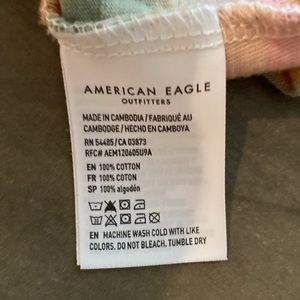 AMERICAN EAGLE
OUTFITTERS
MADE IN CAMBODIA / FABRIQUÉ AU
CAMBODGE / HECHO EN CAMBOYA
RN 54485 / CA 03873
RFC# AEM120605U9A
EN 100% COTTON
FR 100% COTON
SP 100% algodón
EN MACHINE WASH COLD WITH LIKE
COLORS. DO NOT BLEACH. TUMBLE DRY